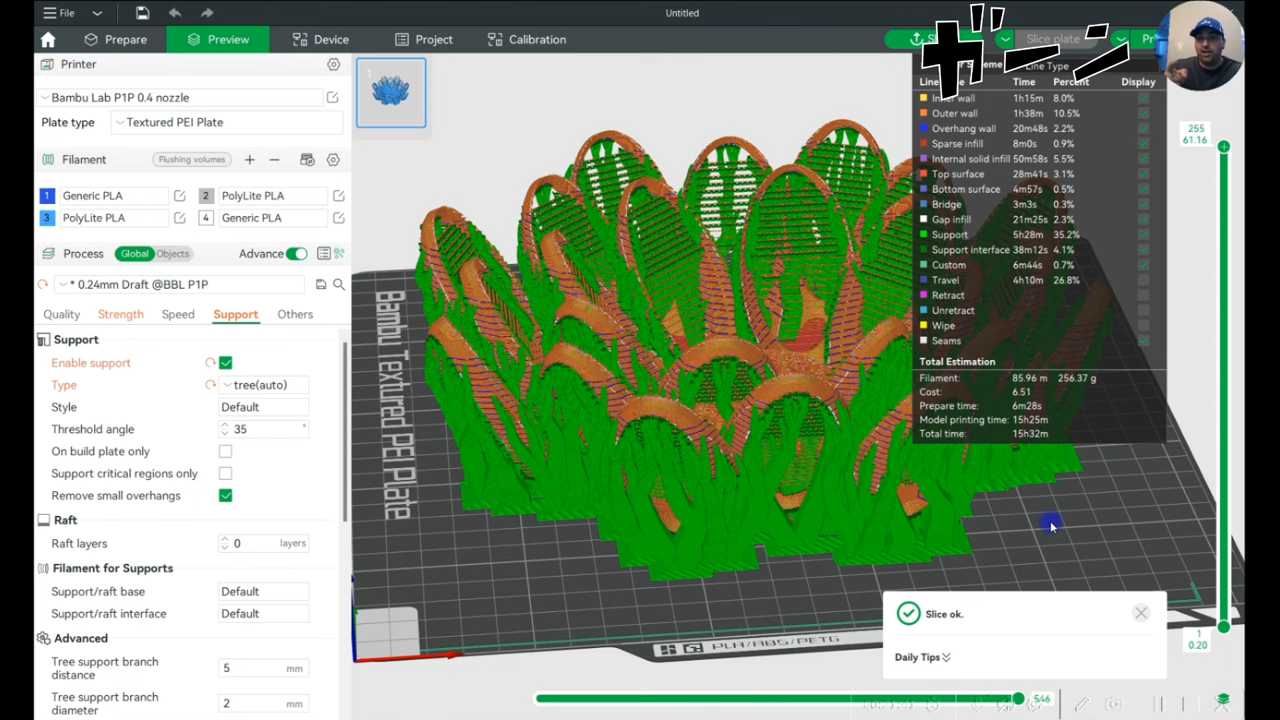 File
Untitled
Prepare
Preview
Device
Project
Calibration
Slice plate
Pr
ガーン
Printer
Bambu Lab P1P 0.4 nozzle
Plate type
Textured PEI Plate
Filament
Flushing volumes
1 Generic PLA
2 PolyLite PLA
3 PolyLite PLA
4 Generic PLA
Process
Global
Objects
Advance
* 0.24mm Draft @BBL P1P
Quality
Strength
Speed
Support
Others
Support
Enable support
Type tree(auto)
Style Default
Threshold angle 35 °
On build plate only
Support critical regions only
Remove small overhangs
Raft
Raft layers 0 layers
Filament for Supports
Support/raft base Default
Support/raft interface Default
Advanced
Tree support branch
distance
5 mm
Tree support branch
diameter
2 mm
1
Bambu Textured PEI Plate
PLA/ABS/PETG
Line Type
Time Percent Display
Inner wall 1h15m 8.0%
Outer wall 1h38m 10.5%
Overhang wall 20m48s 2.2%
Sparse infill 8m0s 0.9%
Internal solid infill 50m58s 5.5%
Top surface 28m41s 3.1%
Bottom surface 4m57s 0.5%
Bridge 3m3s 0.3%
Gap infill 21m25s 2.3%
Support 5h28m 35.2%
Support interface 38m12s 4.1%
Custom 6m44s 0.7%
Travel 4h10m 26.8%
Retract
Unretract
Wipe
Seams
Total Estimation
Filament: 85.96 m 256.37 g
Cost: 6.51
Prepare time: 6m28s
Model printing time: 15h25m
Total time: 15h32m
255
61.16
1
0.20
Slice ok.
Daily Tips
546